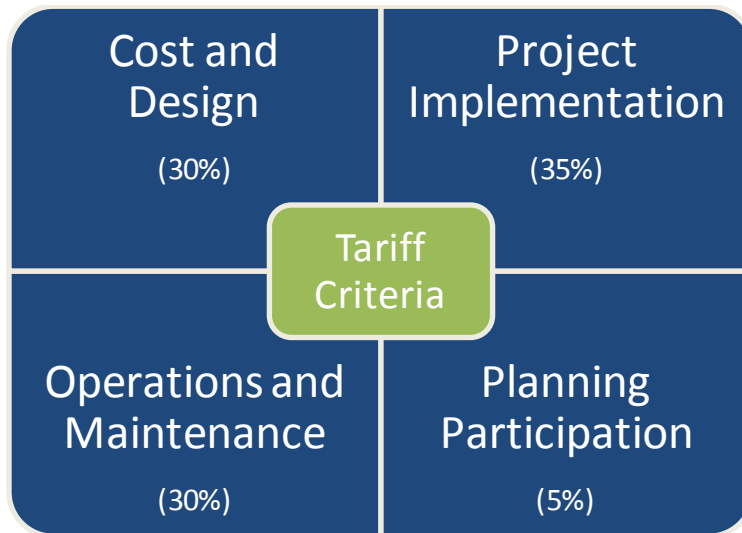 Cost and
Design
(30%)
Project
Implementation
(35%)
Tariff
Criteria
Operations and
Maintenance
(30%)
Planning
Participation
(5%)